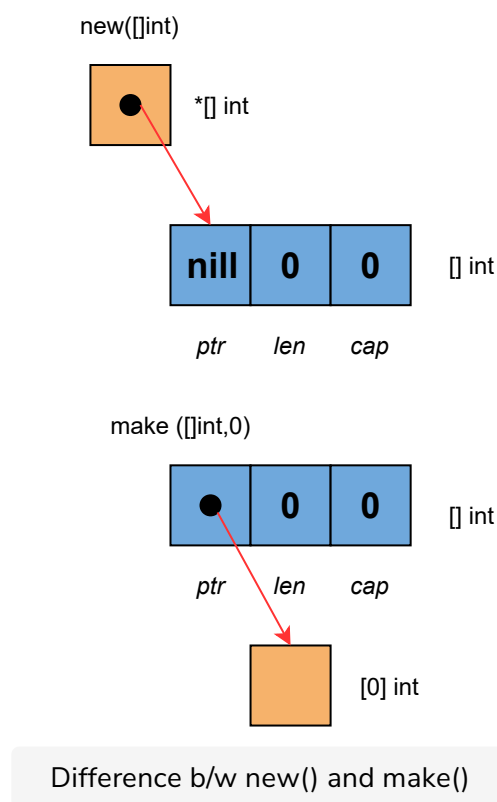 new([]int)
*[] int
nill 0 0
[] int
ptr len cap
make ([]int,0)
0 0
[] int
ptr len cap
[0] int
Difference b/w new() and make()